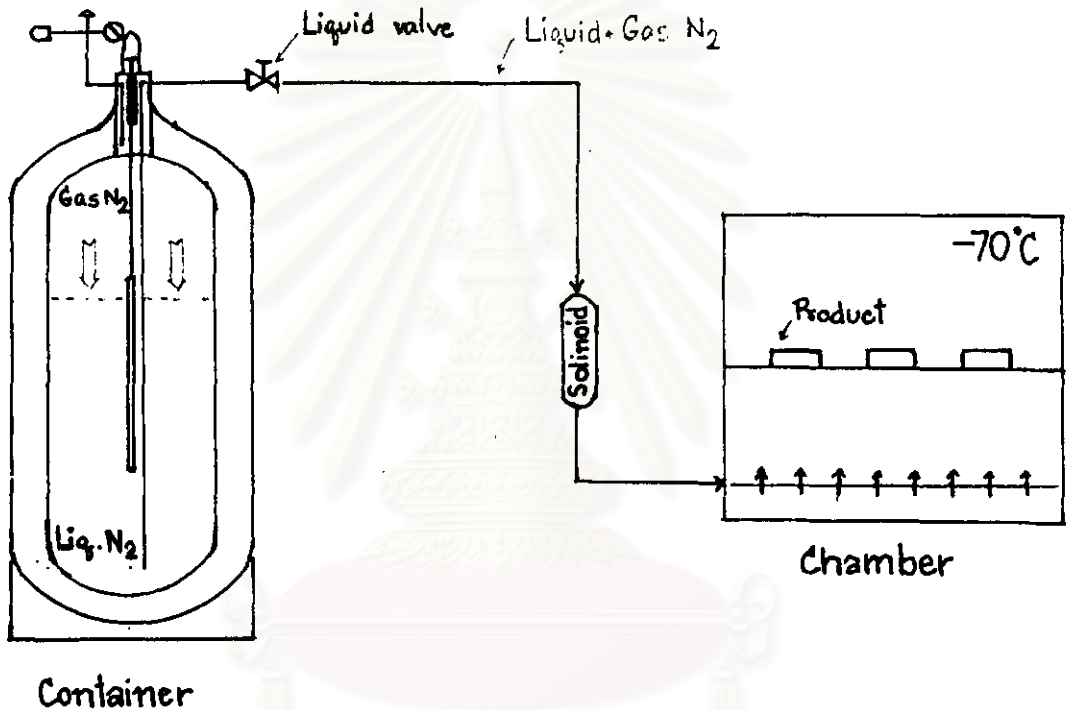 Liquid valve
Liquid+Gas N2
Gas N2
-70°C
Product
Solinoid
Liq. N2
Chamber
Container